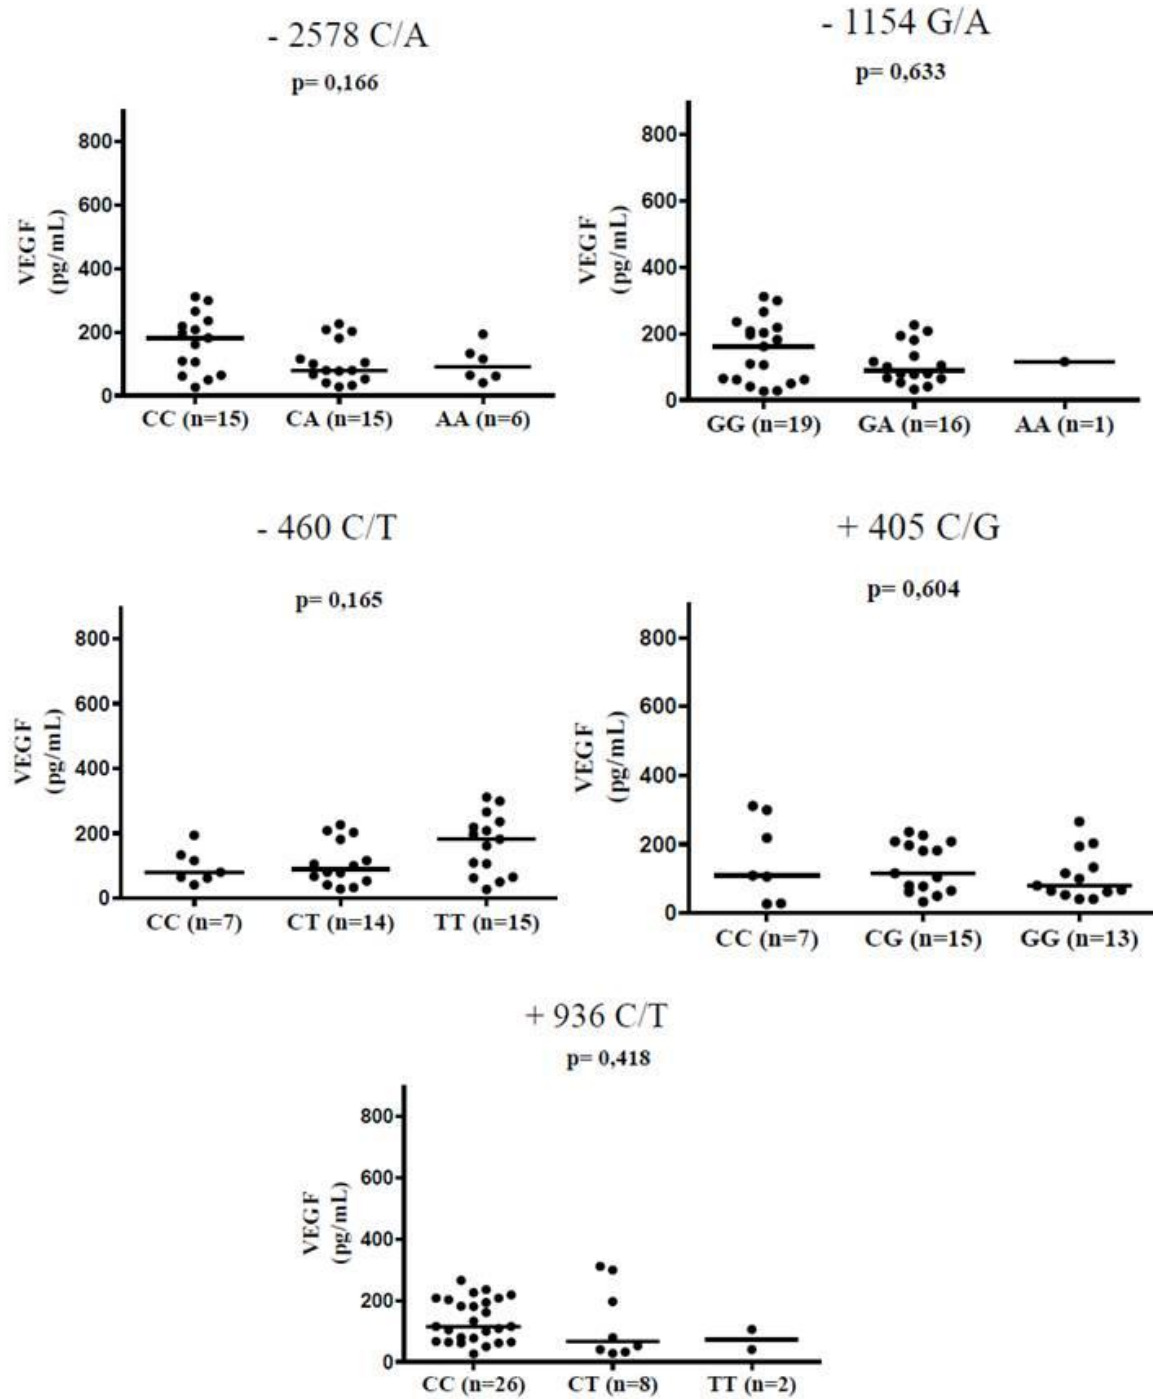 - 2578 C/A
p= 0,166
VEGF
(pg/mL)
800
600
400
200
0
CC (n=15) CA (n=15) AA (n=6)
- 1154 G/A
p= 0,633
VEGF
(pg/mL)
800
600
400
200
0
GG (n=19) GA (n=16) AA (n=1)
- 460 C/T
p= 0,165
VEGF
(pg/mL)
800
600
400
200
0
CC (n=7) CT (n=14) TT (n=15)
+ 405 C/G
p= 0,604
VEGF
(pg/mL)
800
600
400
200
0
CC (n=7) CG (n=15) GG (n=13)
+ 936 C/T
p= 0,418
VEGF
(pg/mL)
800
600
400
200
0
CC (n=26) CT (n=8) TT (n=2)